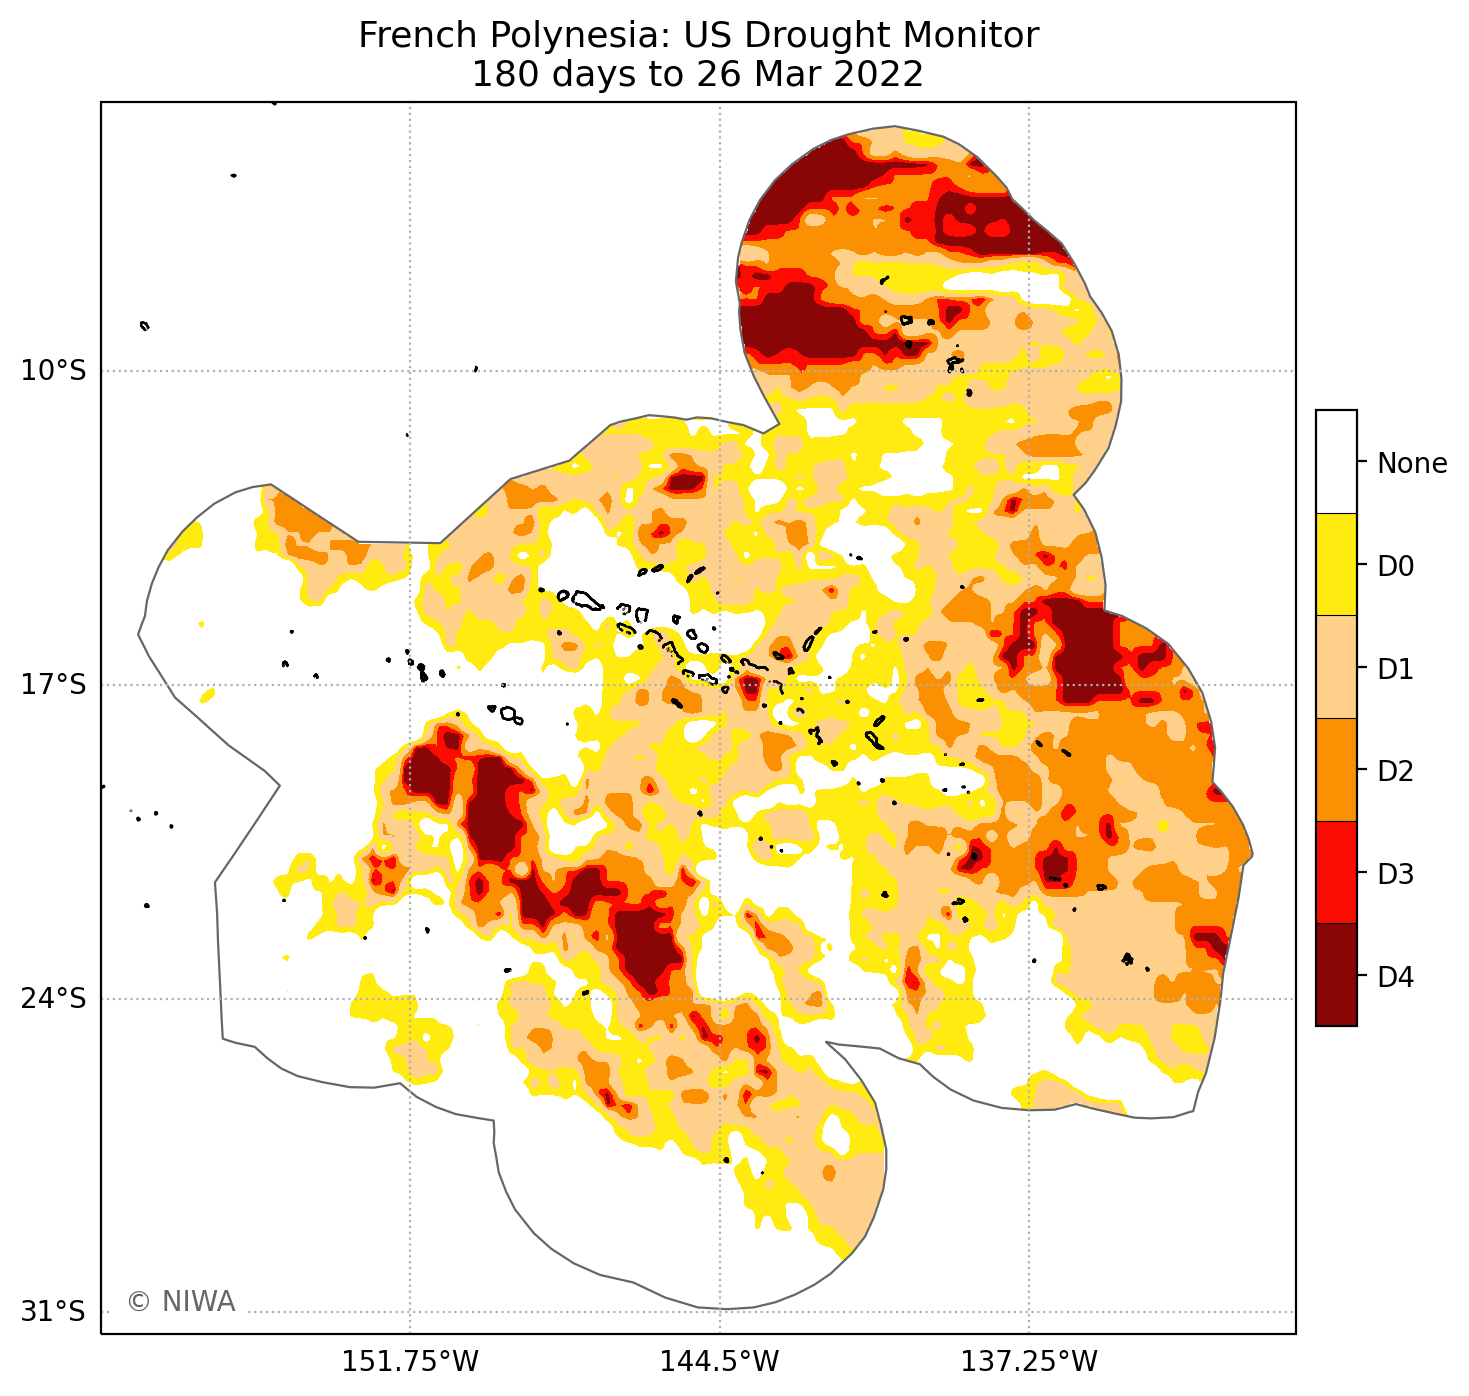 French Polynesia: US Drought Monitor
180 days to 26 Mar 2022
10°S
17°S
24°S
31°S
151.75°W
144.5°W
137.25°W
None
D0
D1
D2
D3
D4
© NIWA